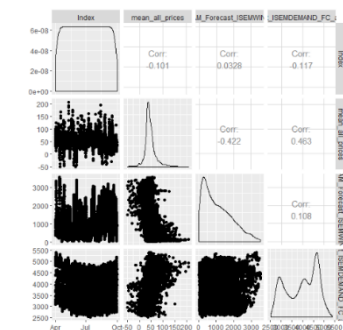 Index mean_all_prices M_Forecast_ISEMWIN _ISENDEMAND_FC_
6e-08
4e-08
2e-08
0e+00
Corr:
-0.101
Corr:
0.0328
Corr:
-0.117
Index
200
150
100
50
0
-50
Corr:
-0.422
Corr:
0.463
mean_all_prices
3000
2000
1000
0
Corr:
0.108
5500
5000
4500
4000
3500
3000
2500
Apr Jul Oct -50 0 50 100 150 200 0 1000 2000 3000